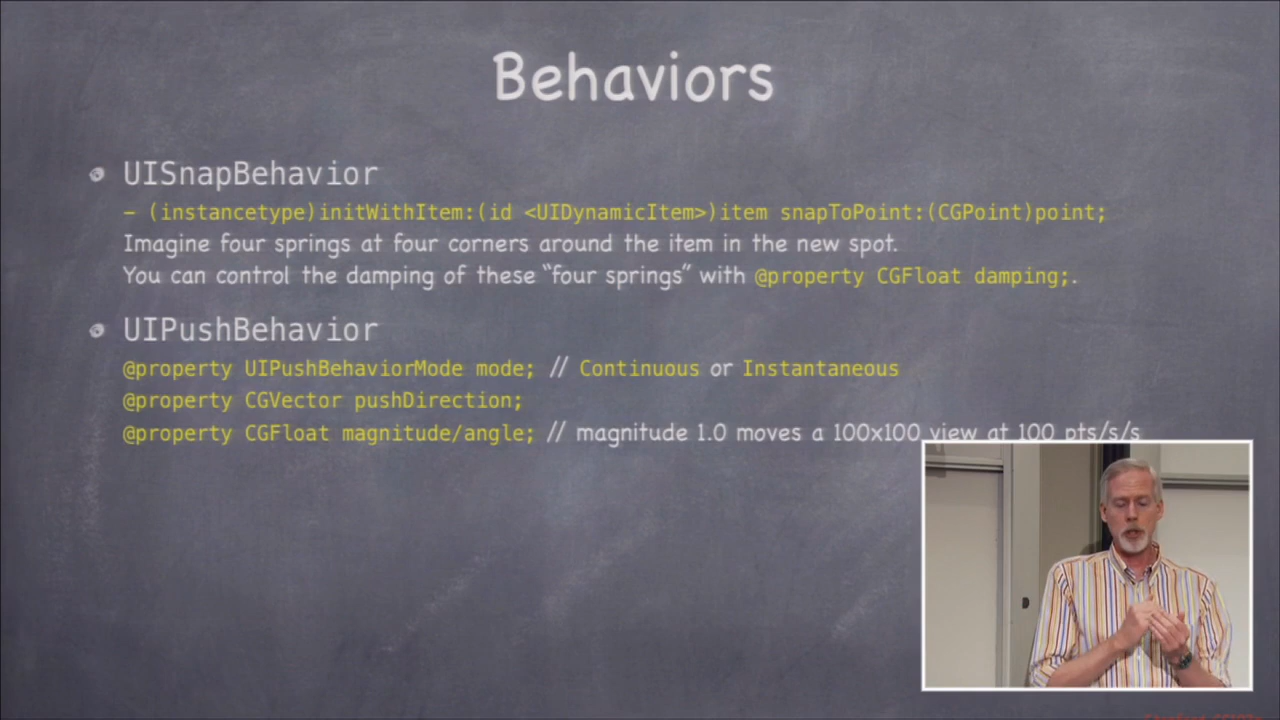 Behaviors
UISnapBehavior
- (instancetype)initWithItem:(id <UIDynamicItem>)item snapToPoint:(CGPoint)point;
Imagine four springs at four corners around the item in the new spot.
You can control the damping of these “four springs” with @property CGFloat damping;.
UIPushBehavior
@property UIPushBehaviorMode mode; // Continuous or Instantaneous
@property CGVector pushDirection;
@property CGFloat magnitude/angle; // magnitude 1.0 moves a 100x100 view at 100 pts/s/s